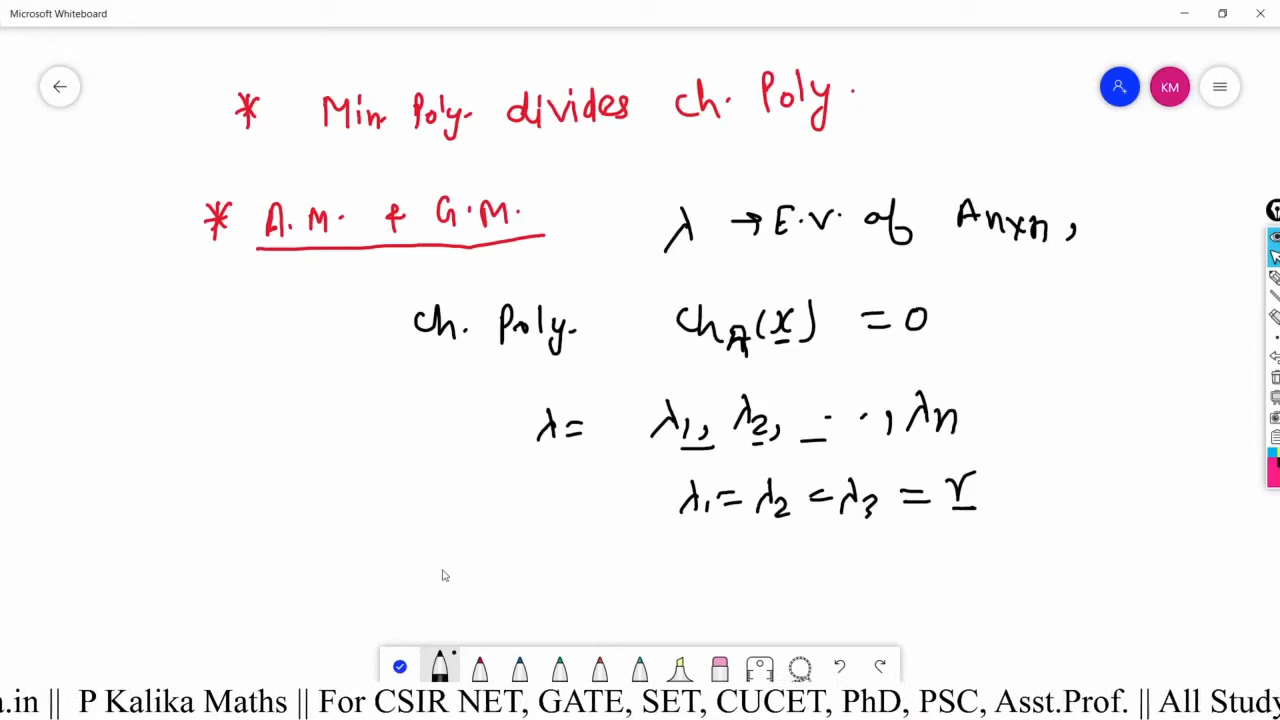 Microsoft Whiteboard
* Min Poly. divides ch. Poly.
KM
* A.M. & G.M. λ → E.V. of Anxn,
ch. Poly. ChA(x) = 0
λ = λ1, λ2, - - . ., λn
λ1 = λ2 = λ3 = r
a.in || P Kalika Maths || For CSIR NET, GATE, SET, CUCET, PhD, PSC, Asst.Prof. || All Study